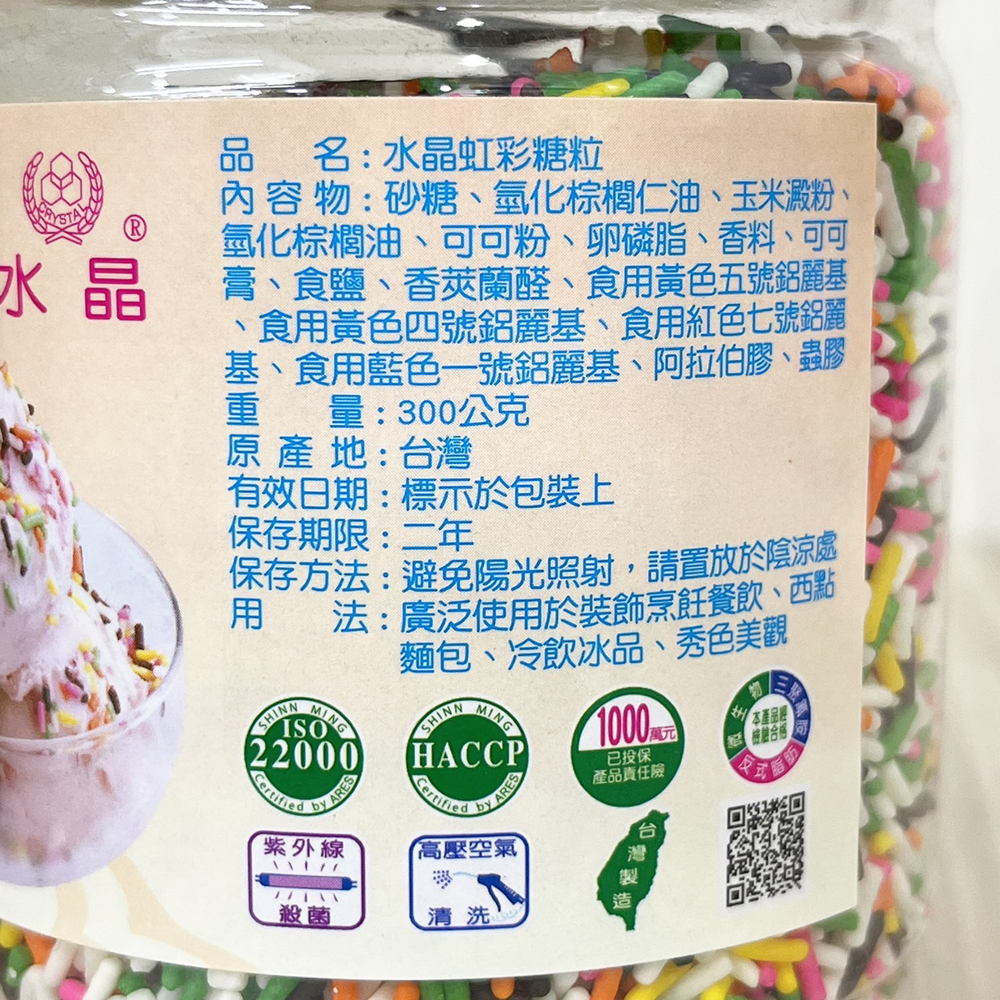 CRYSTAL
®
水晶
品名：水晶虹彩糖粒
內容物：砂糖、氫化棕櫚仁油、玉米澱粉、
氫化棕櫚油、可可粉、卵磷脂、香料、可可
膏、食鹽、香莢蘭醛、食用黃色五號鋁麗基
、食用黃色四號鋁麗基、食用紅色七號鋁麗
基、食用藍色一號鋁麗基、阿拉伯膠、蟲膠
重量：300公克
原產地：台灣
有效日期：標示於包裝上
保存期限：二年
保存方法：避免陽光照射，請置放於陰涼處
用法：廣泛使用於裝飾烹飪餐飲、西點
麵包、冷飲冰品、秀色美觀
SHINN MING
ISO
22000
Certified by ARES
SHINN MING
HACCP
Certified by ARES
1000萬元
已投保
產品責任險
微生物
三聚氰胺
反式脂肪
本產品經
檢驗合格
紫外線
殺菌
高壓空氣
清洗
台灣製造